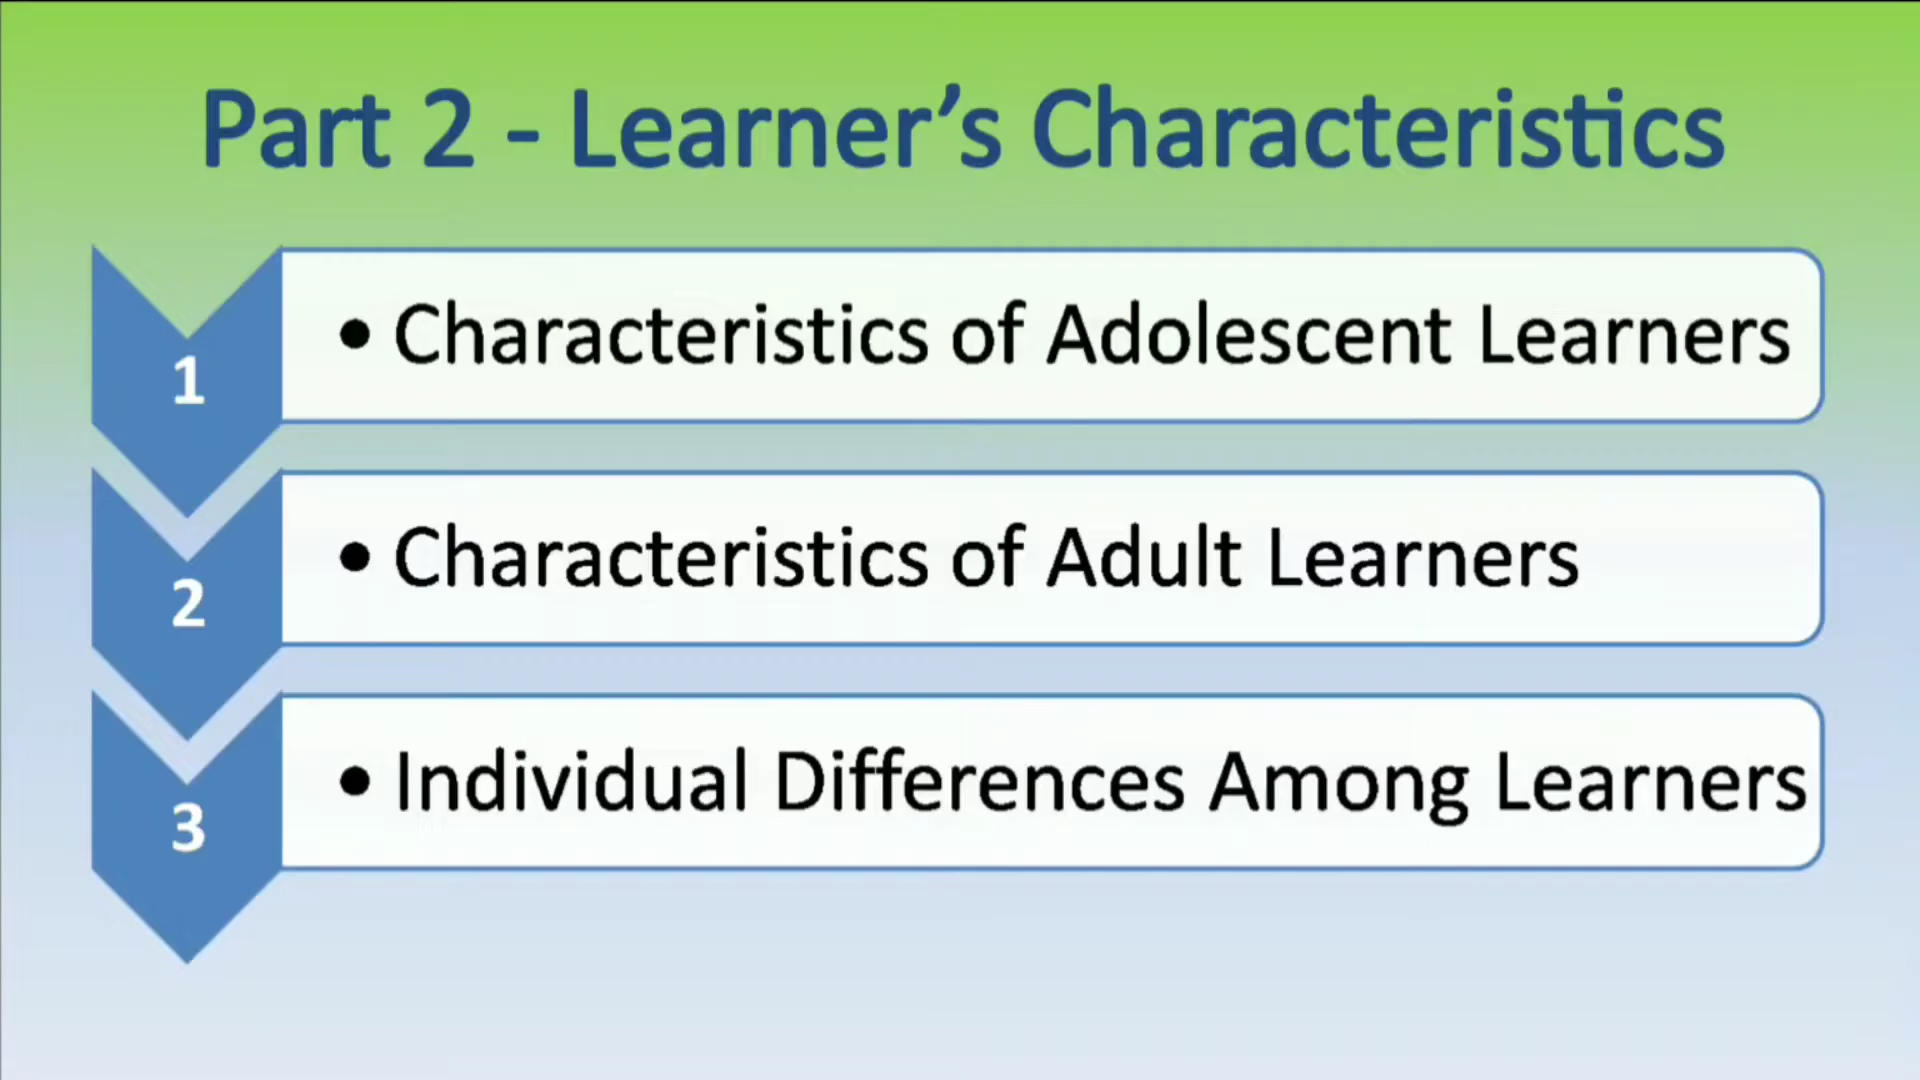 Part 2 - Learner’s Characteristics
1
• Characteristics of Adolescent Learners
2
• Characteristics of Adult Learners
3
• Individual Differences Among Learners